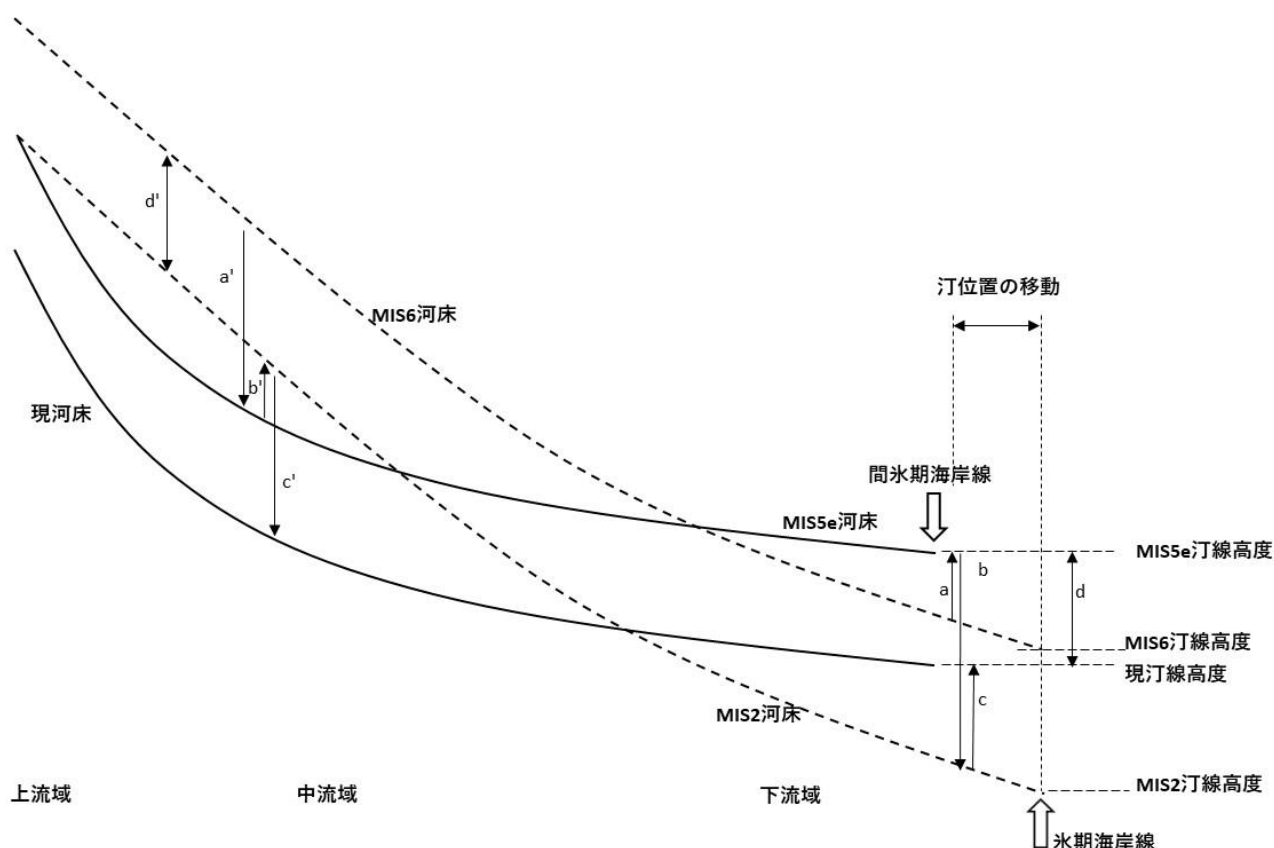 汀位置の移動
d'
a'
MIS6河床
b'
現河床
c'
間氷期海岸線
MIS5e河床
MIS5e汀線高度
b
a
d
MIS6汀線高度
現汀線高度
c
MIS2河床
MIS2汀線高度
上流域
中流域
下流域
氷期海岸線